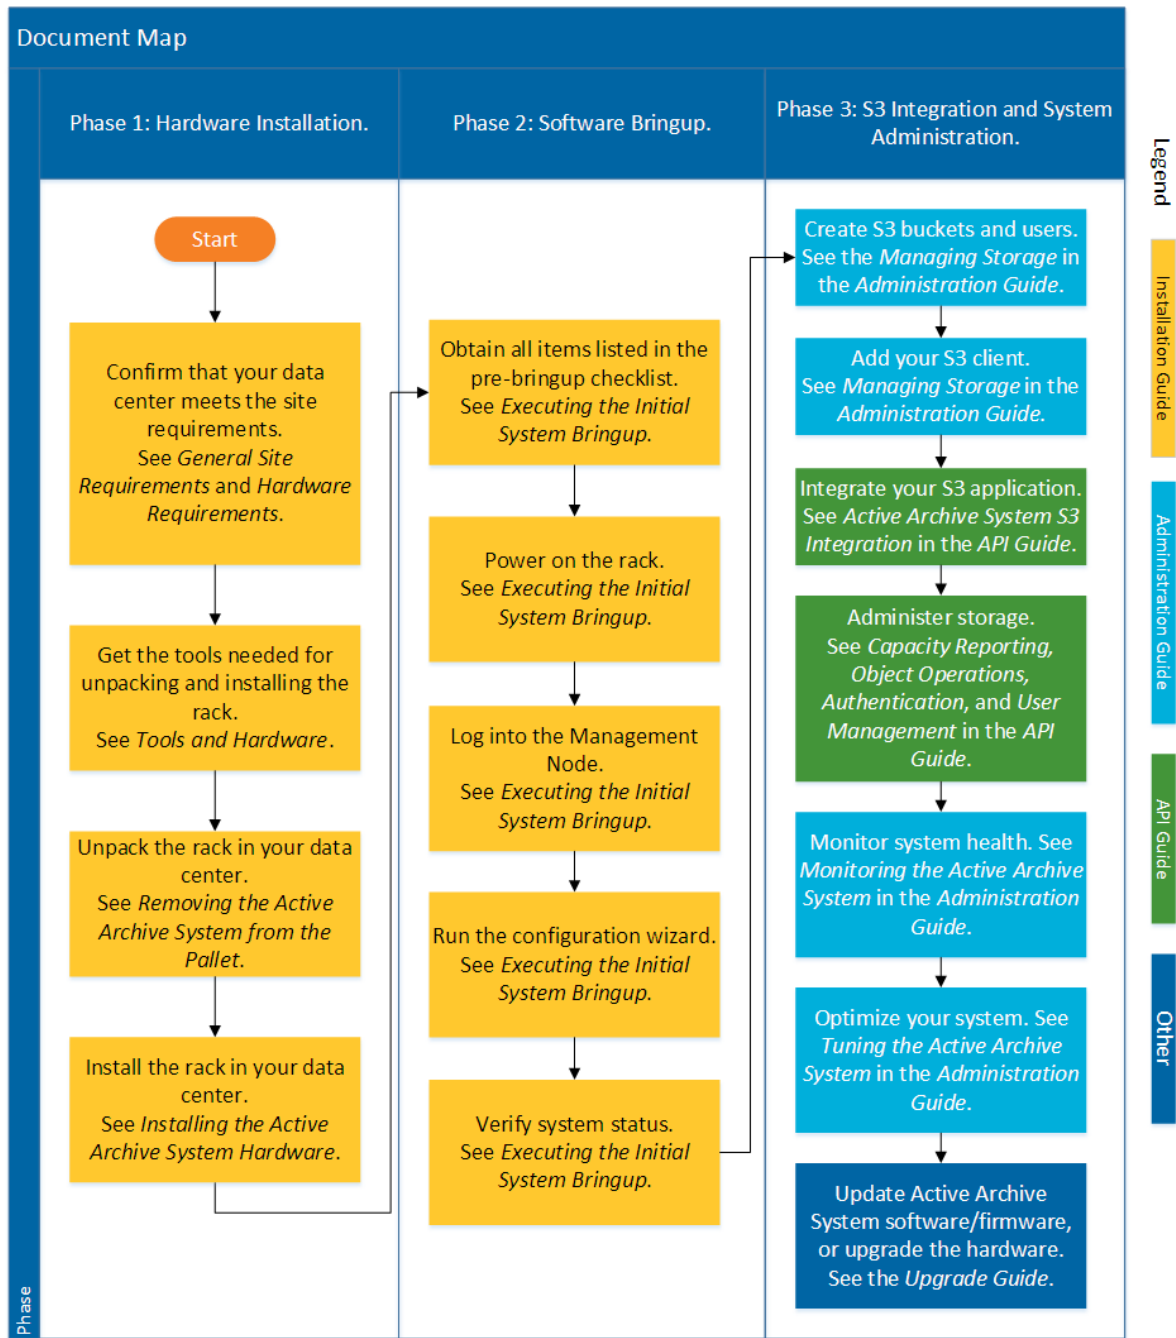 Document Map
Phase 1: Hardware Installation.
Phase 2: Software Bringup.
Phase 3: S3 Integration and System
Administration.
Start
Confirm that your data
center meets the site
requirements.
See General Site
Requirements and Hardware
Requirements.
Get the tools needed for
unpacking and installing the
rack.
See Tools and Hardware.
Unpack the rack in your data
center.
See Removing the Active
Archive System from the
Pallet.
Install the rack in your data
center.
See Installing the Active
Archive System Hardware.
Obtain all items listed in the
pre-bringup checklist.
See Executing the Initial
System Bringup.
Power on the rack.
See Executing the Initial
System Bringup.
Log into the Management
Node.
See Executing the Initial
System Bringup.
Run the configuration wizard.
See Executing the Initial
System Bringup.
Verify system status.
See Executing the Initial
System Bringup.
Create S3 buckets and users.
See the Managing Storage in
the Administration Guide.
Add your S3 client.
See Managing Storage in the
Administration Guide.
Integrate your S3 application.
See Active Archive System S3
Integration in the API Guide.
Administer storage.
See Capacity Reporting,
Object Operations,
Authentication, and User
Management in the API
Guide.
Monitor system health. See
Monitoring the Active Archive
System in the Administration
Guide.
Optimize your system. See
Tuning the Active Archive
System in the Administration
Guide.
Update Active Archive
System software/firmware,
or upgrade the hardware.
See the Upgrade Guide.
Phase
Legend
Installation Guide
Administration Guide
API Guide
Other